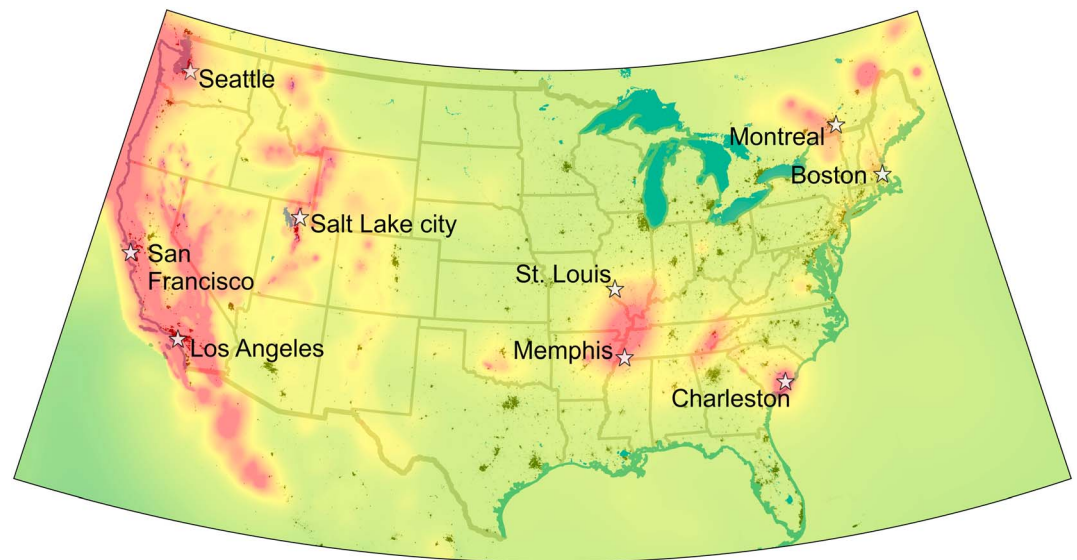 Seattle
Montreal
Boston
Salt Lake city
San
Francisco
St. Louis
Los Angeles
Memphis
Charleston